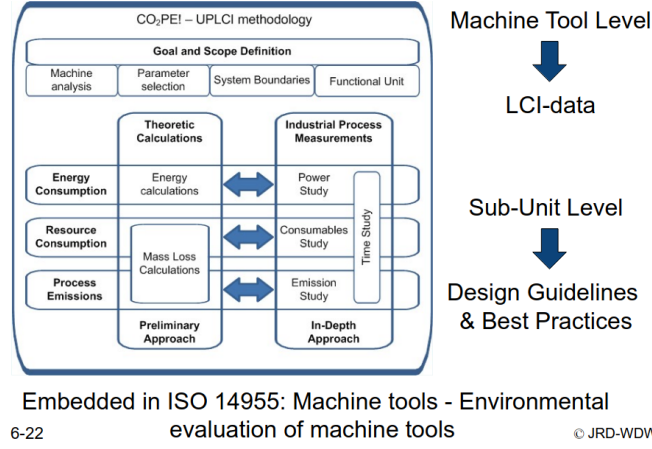 CO₂PE! – UPLCI methodology
Goal and Scope Definition
Machine
analysis
Parameter
selection
System Boundaries
Functional Unit
Theoretic
Calculations
Industrial Process
Measurements
Energy
Consumption
Energy
calculations
Power
Study
Resource
Consumption
Mass Loss
Calculations
Consumables
Study
Time Study
Process
Emissions
Emission
Study
Preliminary
Approach
In-Depth
Approach
Machine Tool Level
LCI-data
Sub-Unit Level
Design Guidelines
& Best Practices
Embedded in ISO 14955: Machine tools - Environmental
evaluation of machine tools
6-22
© JRD-WDW